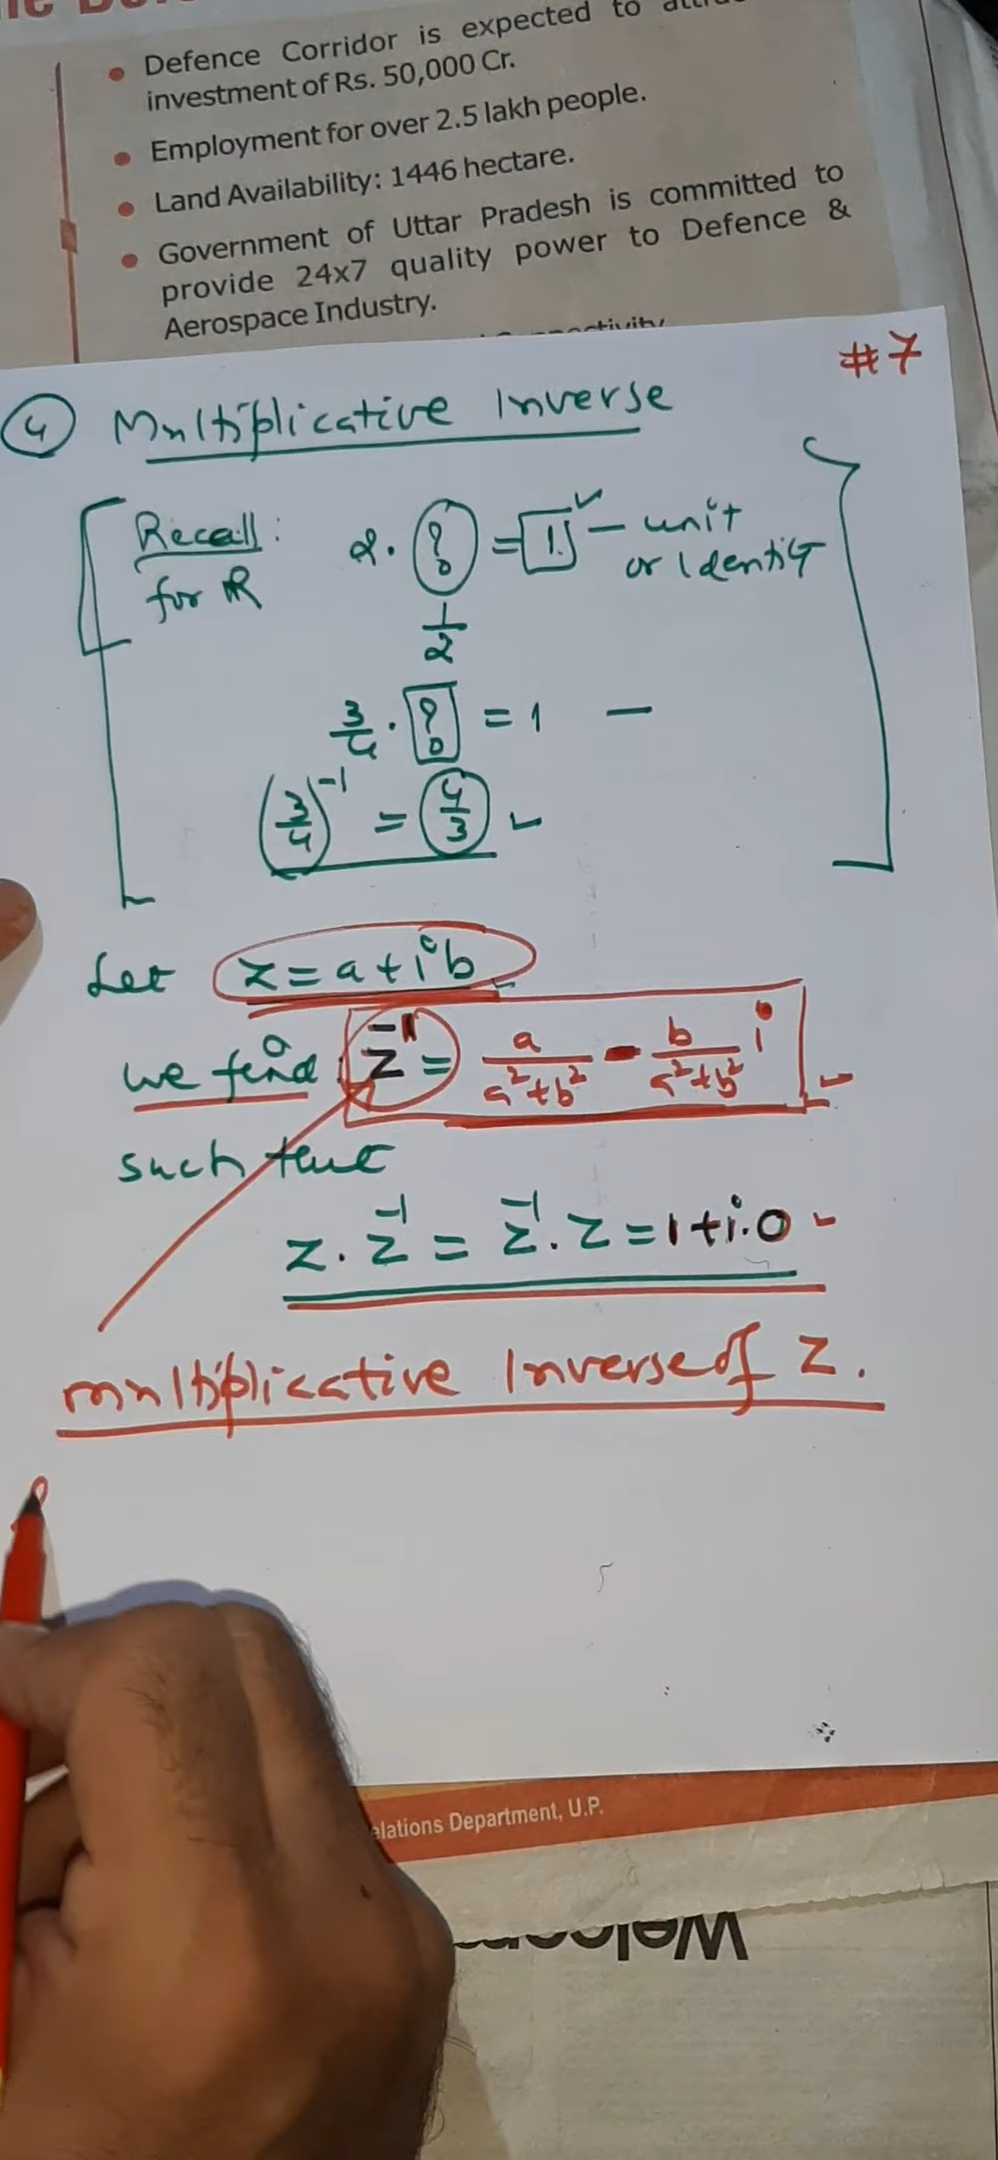 Defence Corridor is expected to
investment of Rs. 50,000 Cr.
Employment for over 2.5 lakh people.
Land Availability: 1446 hectare.
Government of Uttar Pradesh is committed to
provide 24x7 quality power to Defence &
Aerospace Industry.
#7
4 Multiplicative Inverse
Recall: 2. ? = 1 - unit
for R or Identity
1/2
3/4 . ? = 1 —
(3/4)⁻¹ = 4/3
Let z = a + ib
we find z⁻¹ = a/(a²+b²) - b/(a²+b²) i
such that
z . z⁻¹ = z⁻¹ . z = 1 + i.0
multiplicative Inverse of z.
elations Department, U.P.